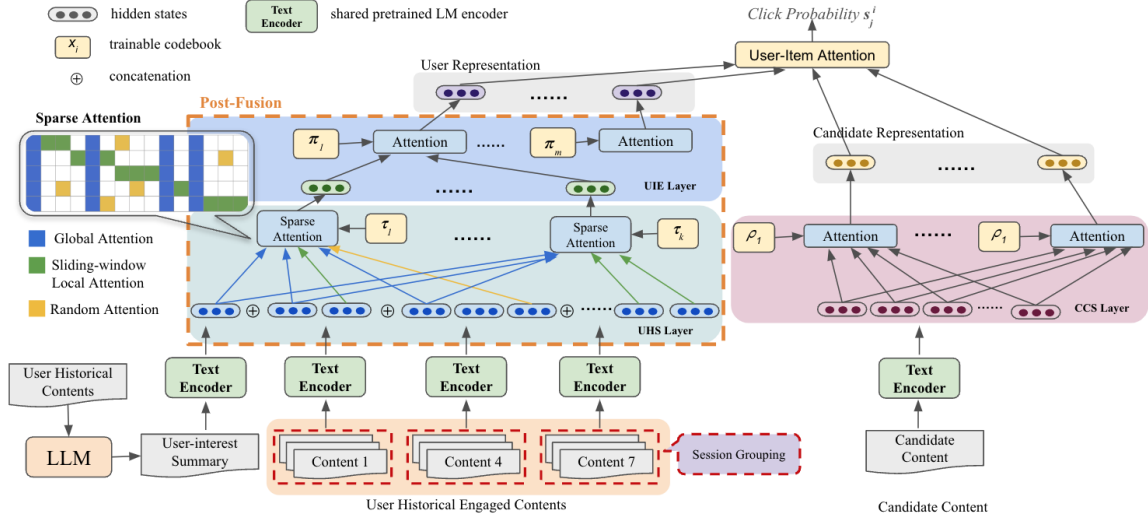 hidden states
Text
Encoder
shared pretrained LM encoder
x_i
trainable codebook
⊕
concatenation
Click Probability s_j^i
User-Item Attention
User Representation
......
Post-Fusion
Sparse Attention
π_1
Attention
......
π_m
Attention
UIE Layer
......
Candidate Representation
......
Sparse
Attention
τ_1
......
Sparse
Attention
τ_k
ρ_1
Attention
......
ρ_1
Attention
Global Attention
Sliding-window
Local Attention
Random Attention
⊕
⊕
⊕
......
UHS Layer
......
CCS Layer
Text
Encoder
Text
Encoder
Text
Encoder
Text
Encoder
Text
Encoder
User Historical
Contents
LLM
User-interest
Summary
Content 1
Content 4
Content 7
Session Grouping
Candidate
Content
User Historical Engaged Contents
Candidate Content